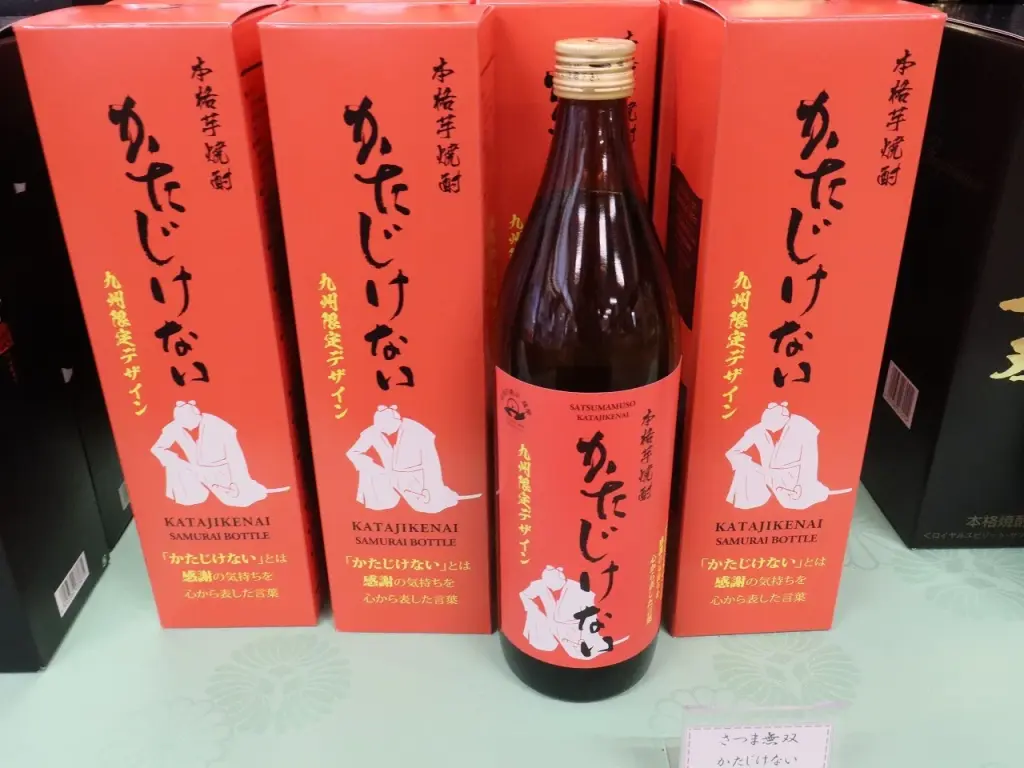 本格芋焼酎
かたじけない
九州限定デザイン
KATAJIKENAI
SAMURAI BOTTLE
「かたじけない」とは
感謝の気持ちを
心から表した言葉
本格芋焼酎
かたじけない
九州限定デザイン
KATAJIKENAI
SAMURAI BOTTLE
「かたじけない」とは
感謝の気持ちを
心から表した言葉
九州
SATSUMAMUSO
KATAJIKENAI
本格芋焼酎
かたじけない
九州限定デザイン
本格芋焼酎
かたじけない
九州限定デザイン
KATAJIKENAI
SAMURAI BOTTLE
「かたじけない」とは
感謝の気持ちを
心から表した言葉
本格焼酎
さつま無双
かたじけない